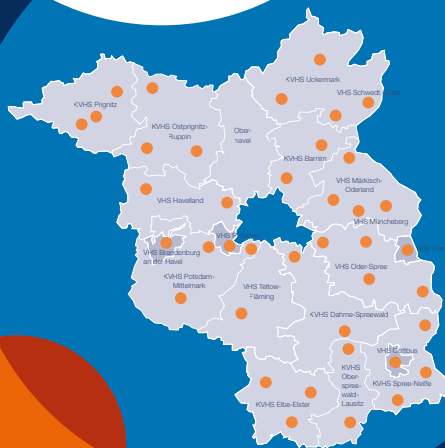 KVHS Uckermark
VHS Schwedt
KVHS Prignitz
KVHS Ostprignitz-
Ruppin
Ober-
havel
KVHS Barnim
VHS Märkisch-
Oderland
VHS Havelland
VHS Müncheberg
VHS
VHS Brandenburg
an der Havel
VHS Oder-Spree
KVHS Potsdam-
Mittelmark
VHS Teltow-
Fläming
KVHS Dahme-Spreewald
VHS Cottbus
KVHS
Ober-
spree-
wald-
Lausitz
KVHS Spree-Neiße
KVHS Elbe-Elster